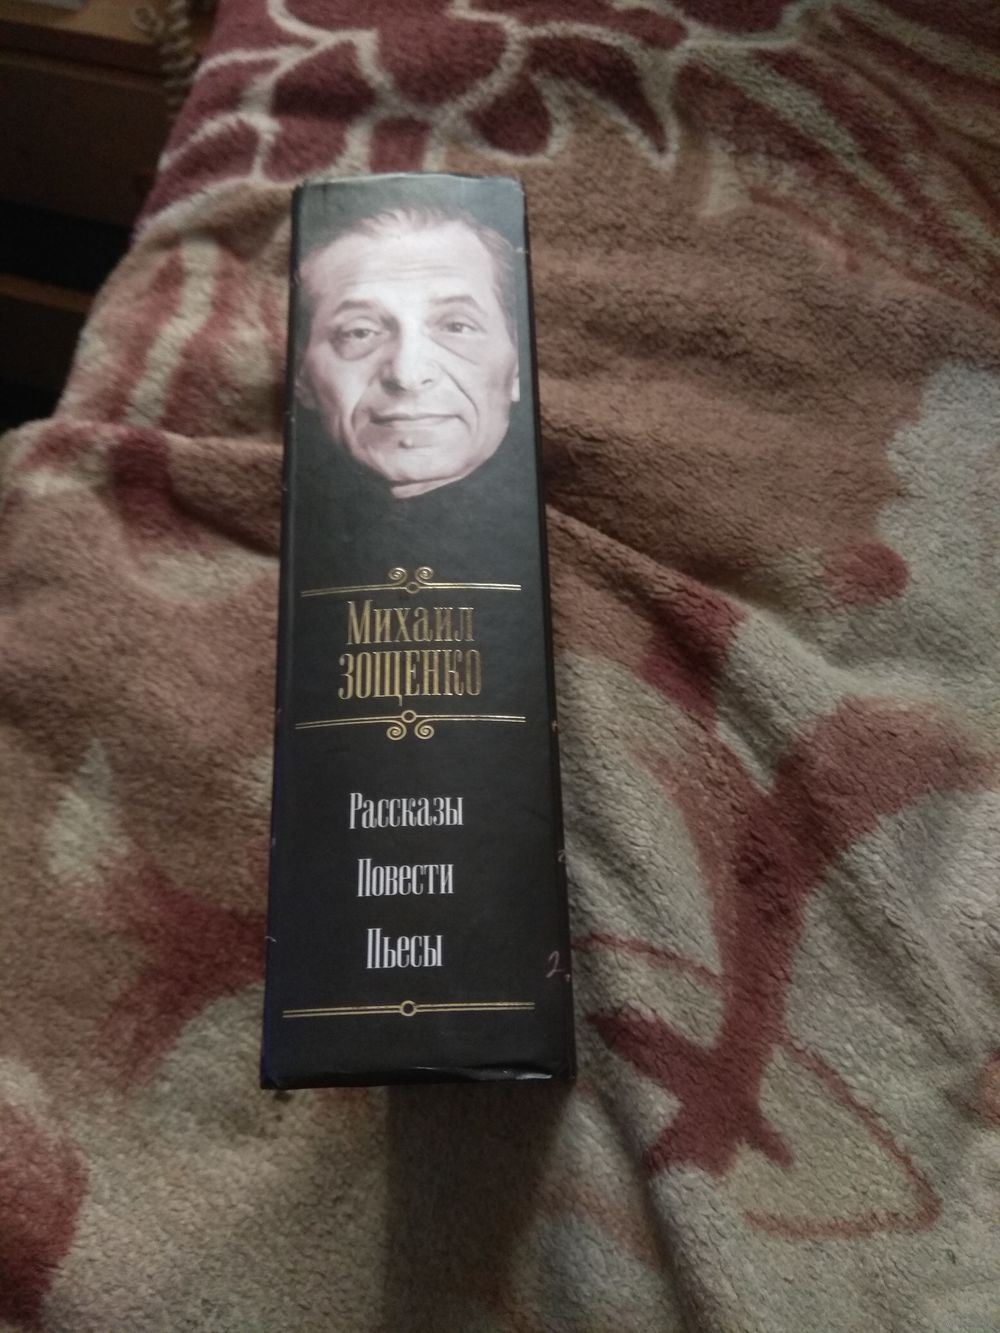 Михаил
ЗОЩЕНКО
Рассказы
Повести
Пьесы